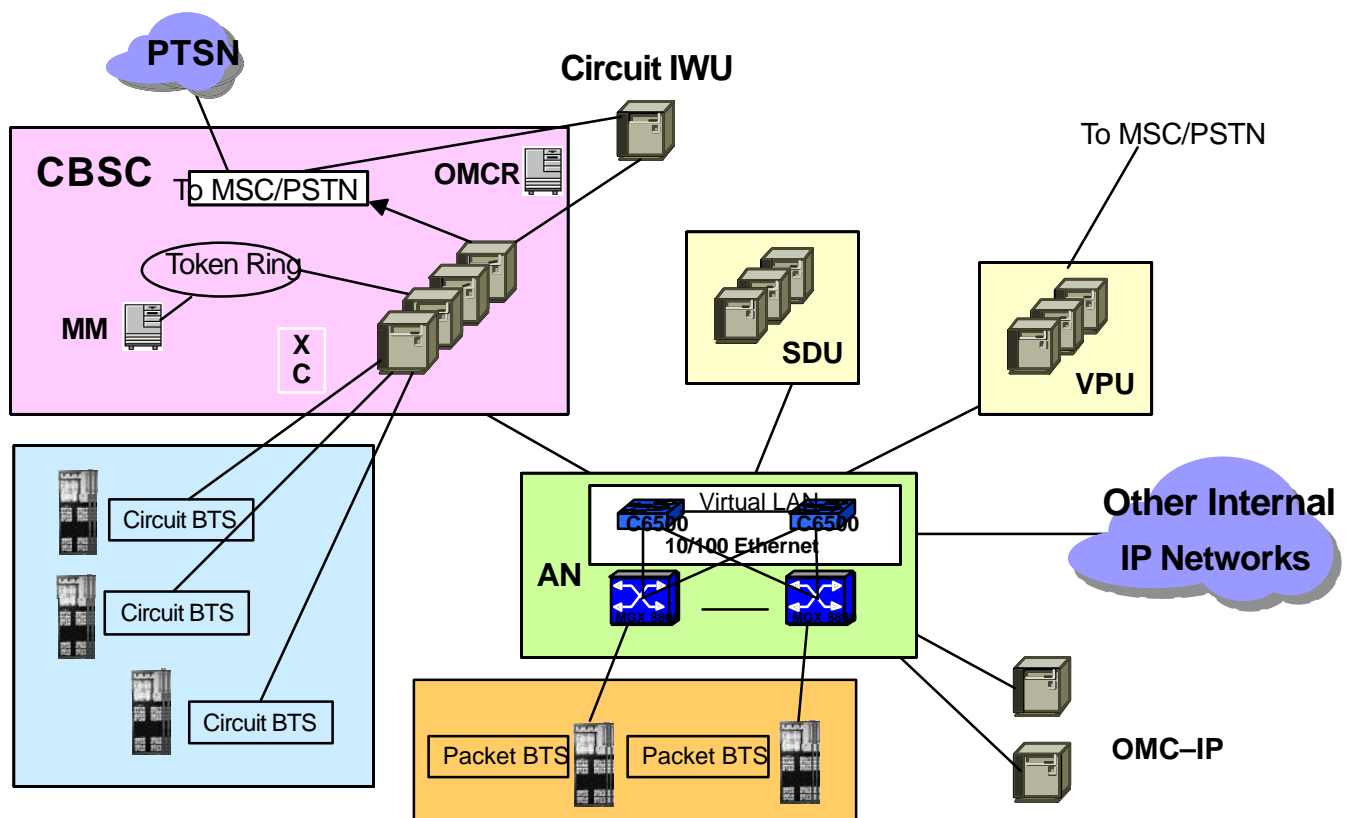 PTSN
Circuit IWU
To MSC/PSTN
CBSC
OMCR
To MSC/PSTN
Token Ring
MM
X
C
SDU
VPU
Circuit BTS
Circuit BTS
Circuit BTS
Virtual LAN
C6500
C6500
10/100 Ethernet
AN
MGX
MGX
Other Internal
IP Networks
Packet BTS
Packet BTS
OMC–IP